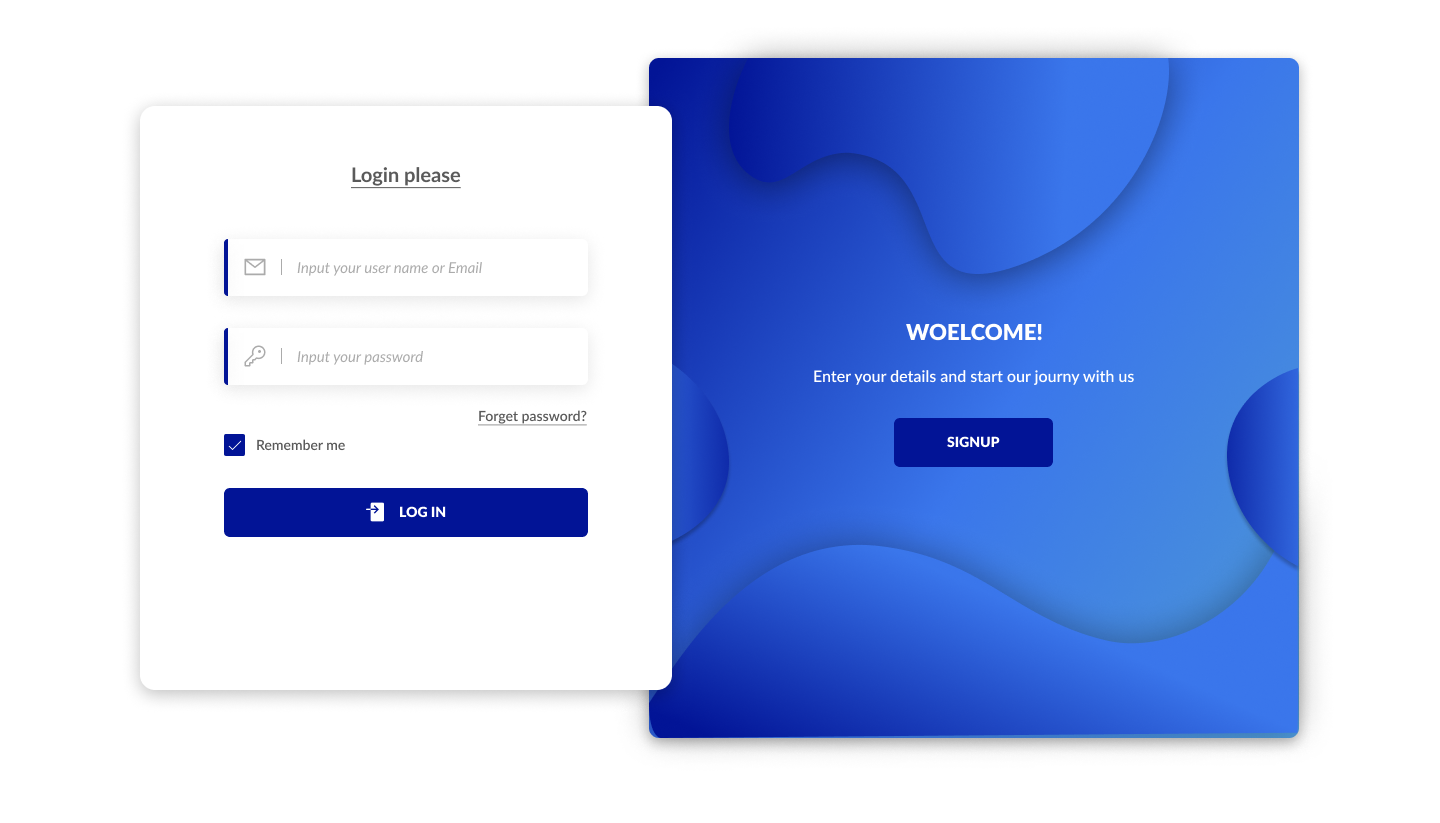 Login please
Input your user name or Email
Input your password
Forget password?
Remember me
LOG IN
WOELCOME!
Enter your details and start our journy with us
SIGNUP